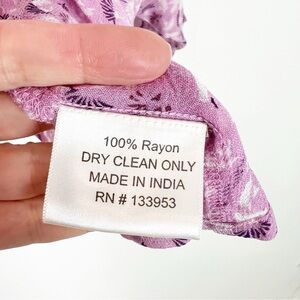 100% Rayon
DRY CLEAN ONLY
MADE IN INDIA
RN # 133953